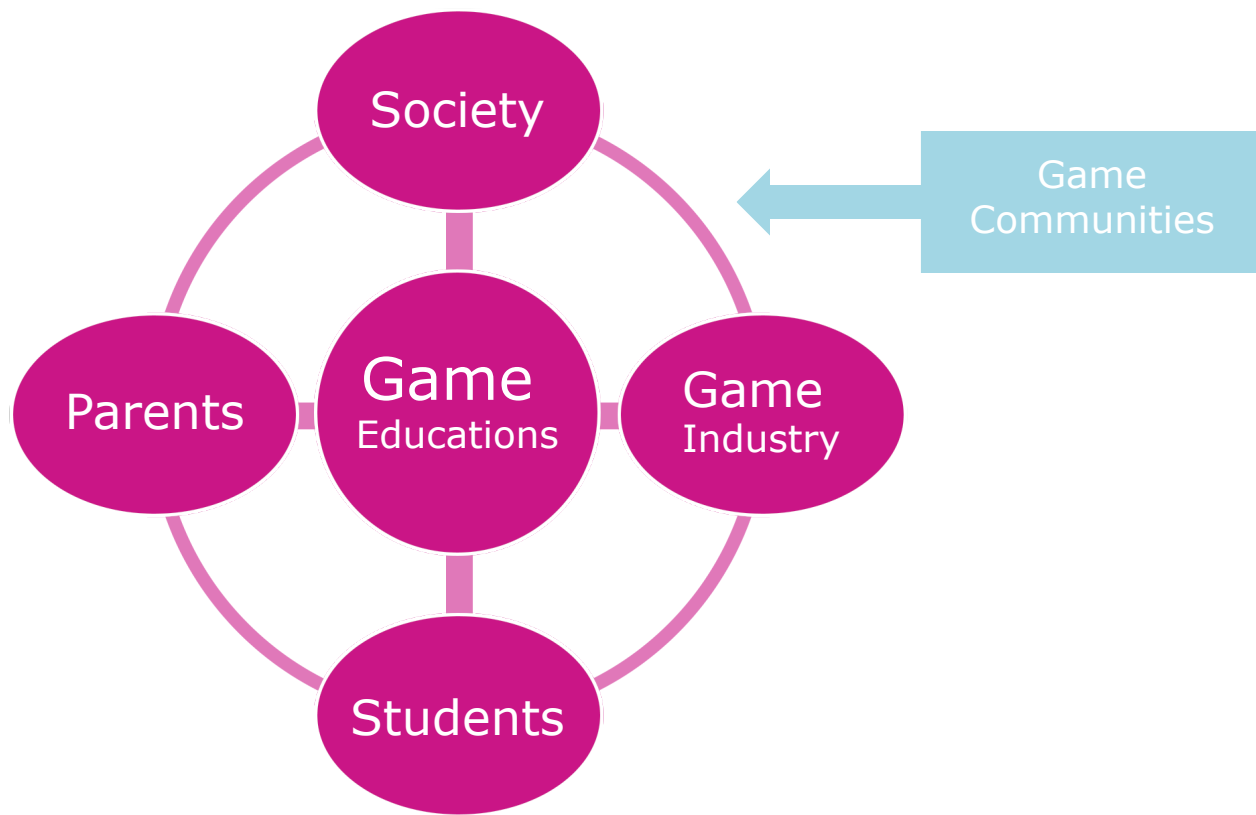 Society
Game
Communities
Parents
Game
Educations
Game
Industry
Students